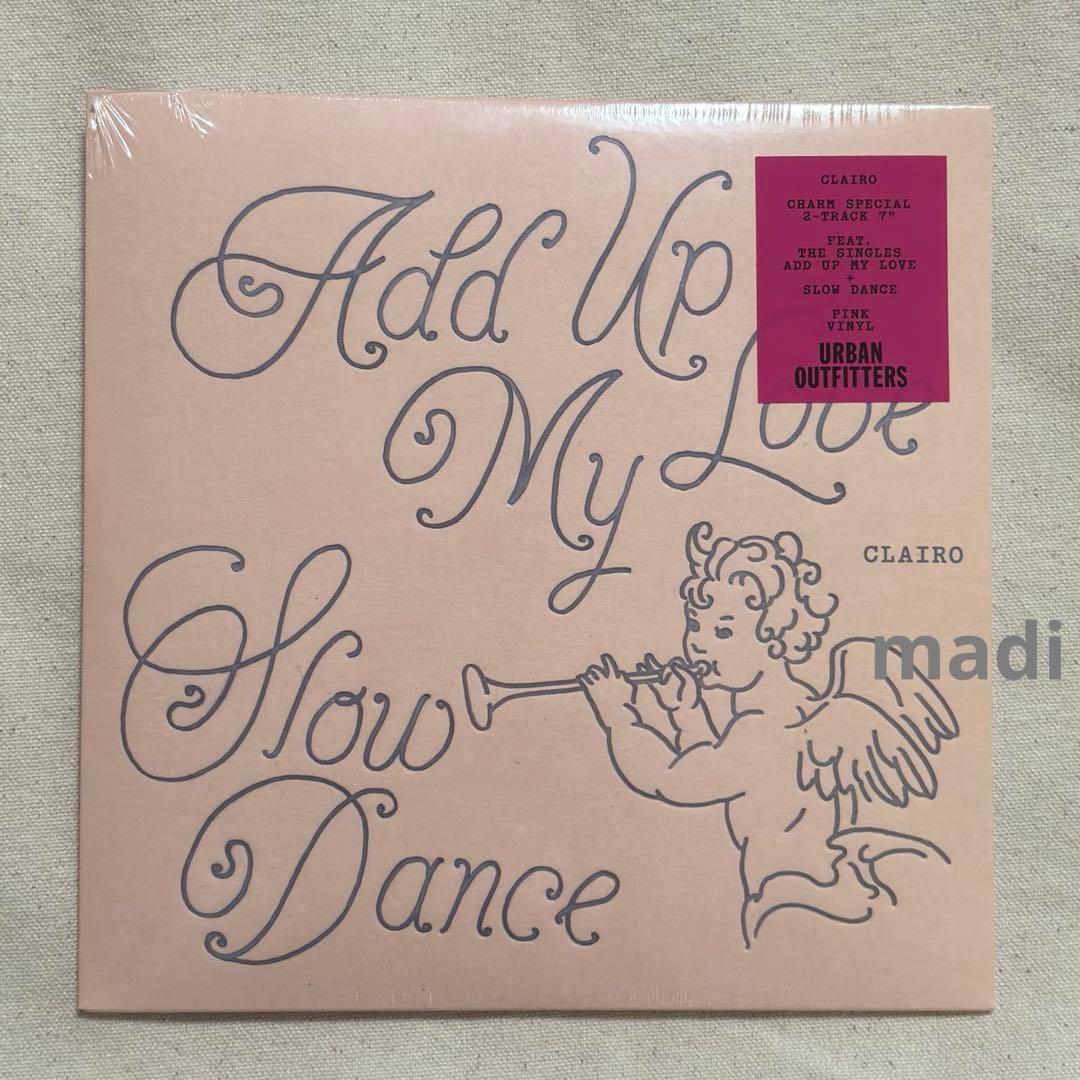 Add Up
My Love
Slow
Dance
CLAIRO
CLAIRO
CHARM SPECIAL
2-TRACK 7"
FEAT.
THE SINGLES
ADD UP MY LOVE
+
SLOW DANCE
PINK
VINYL
URBAN
OUTFITTERS
madi